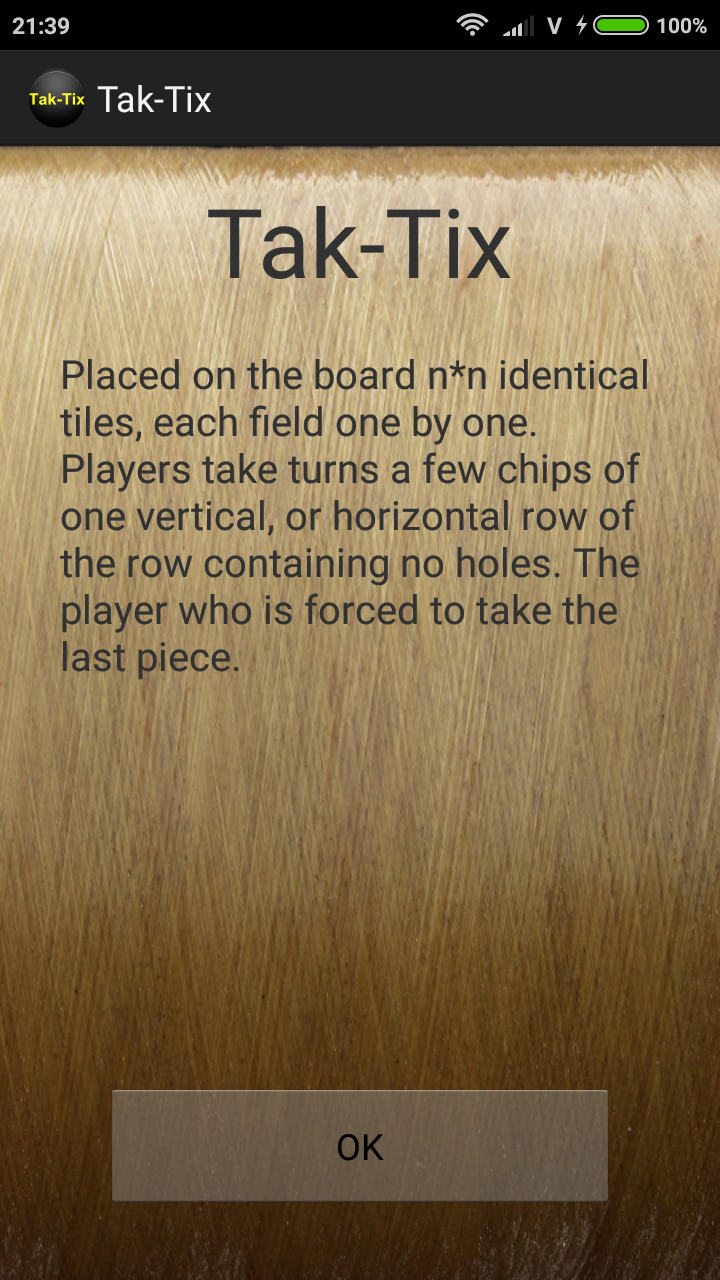 21:39 V 100%
Tak-Tix Tak-Tix
Tak-Tix
Placed on the board n*n identical
tiles, each field one by one.
Players take turns a few chips of
one vertical, or horizontal row of
the row containing no holes. The
player who is forced to take the
last piece.
OK